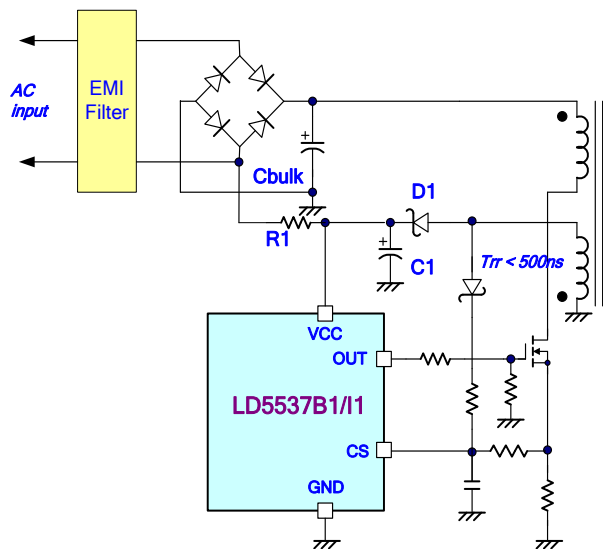 EMI
Filter
AC
input
+
Cbulk
D1
R1
+
C1
Trr < 500ns
VCC
OUT
LD5537B1/I1
CS
GND